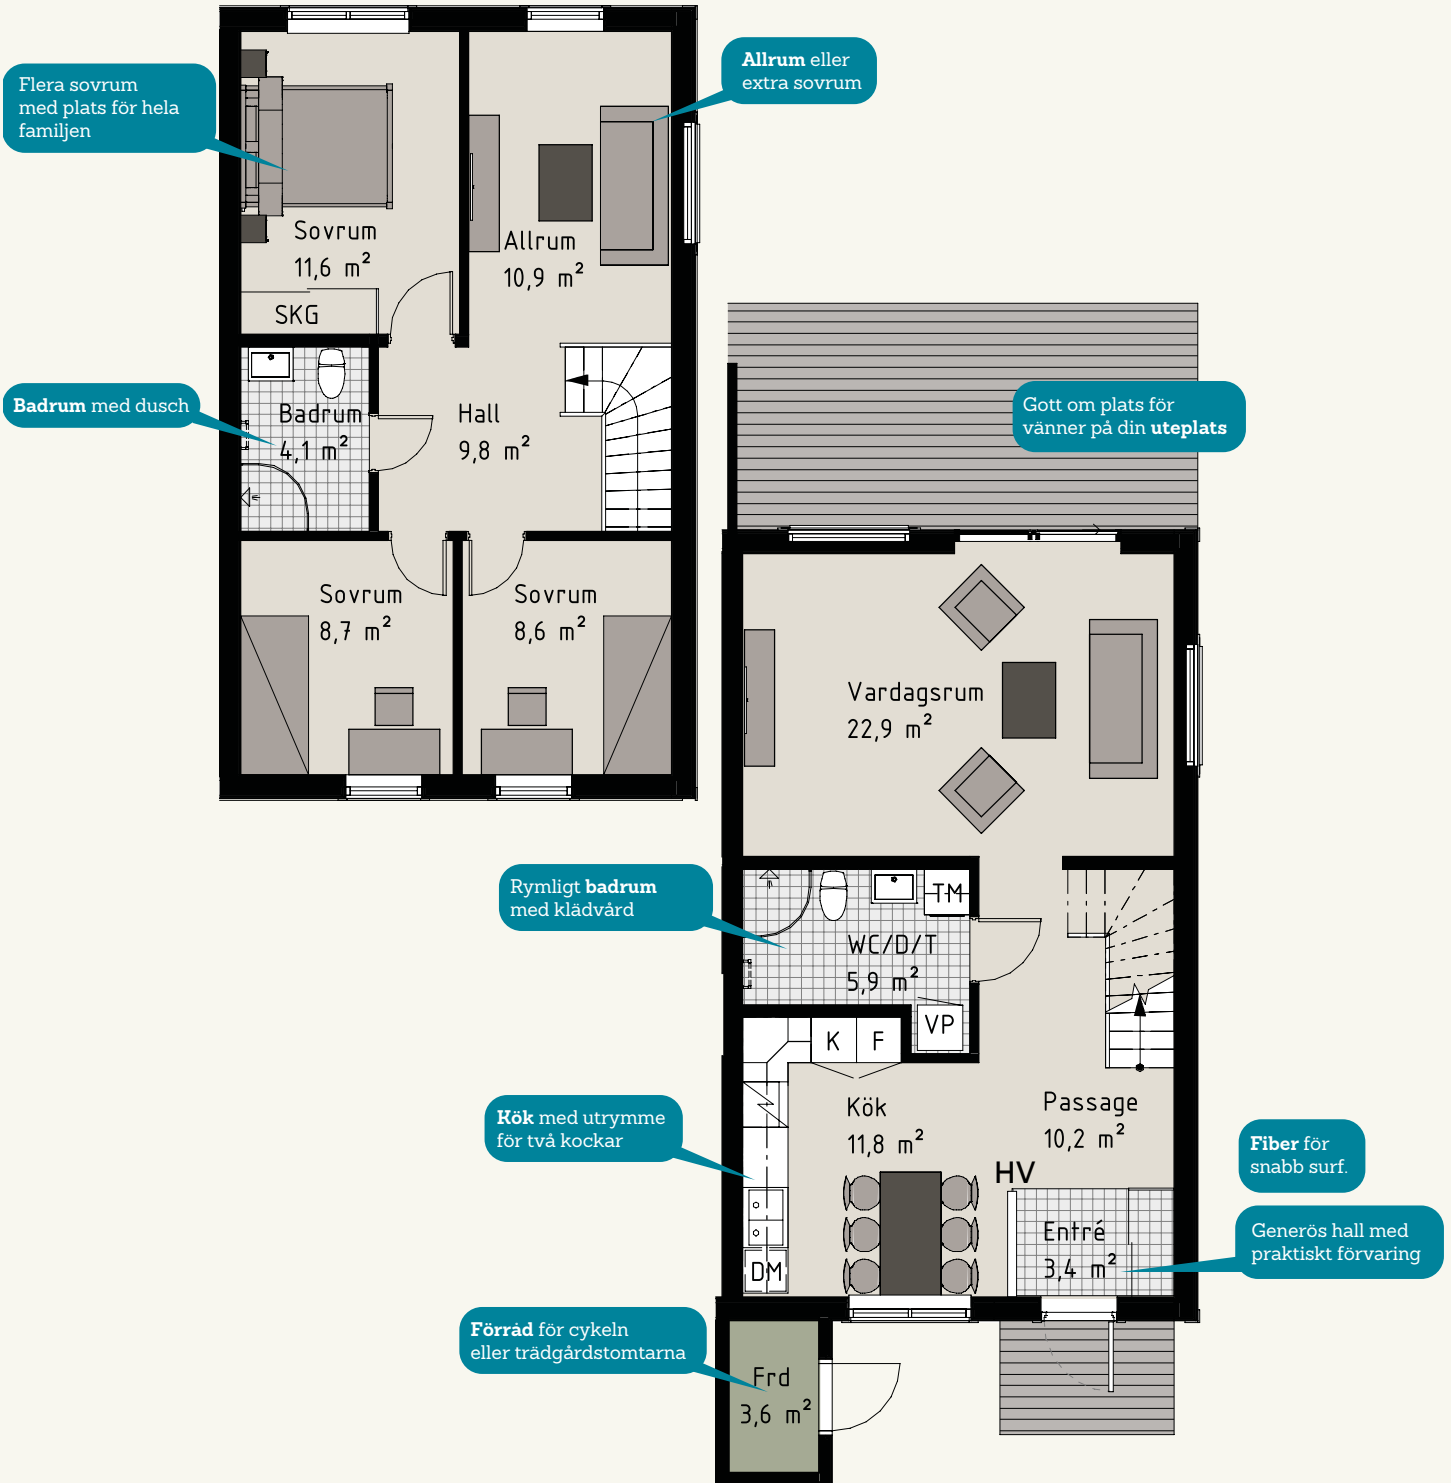 Flera sovrum
med plats för hela
familjen
Allrum eller
extra sovrum
Sovrum
11,6 m²
Allrum
10,9 m²
SKG
Badrum med dusch
Badrum
4,1 m²
Hall
9,8 m²
Gott om plats för
vänner på din uteplats
Sovrum
8,7 m²
Sovrum
8,6 m²
Vardagsrum
22,9 m²
Rymligt badrum
med klädvård
TM
WC/D/T
5,9 m²
VP
K
F
Kök med utrymme
för två kockar
Kök
11,8 m²
Passage
10,2 m²
HV
Fiber för
snabb surf.
Entré
3,4 m²
Generös hall med
praktiskt förvaring
DM
Förråd för cykeln
eller trädgårdstomtarna
Frd
3,6 m²